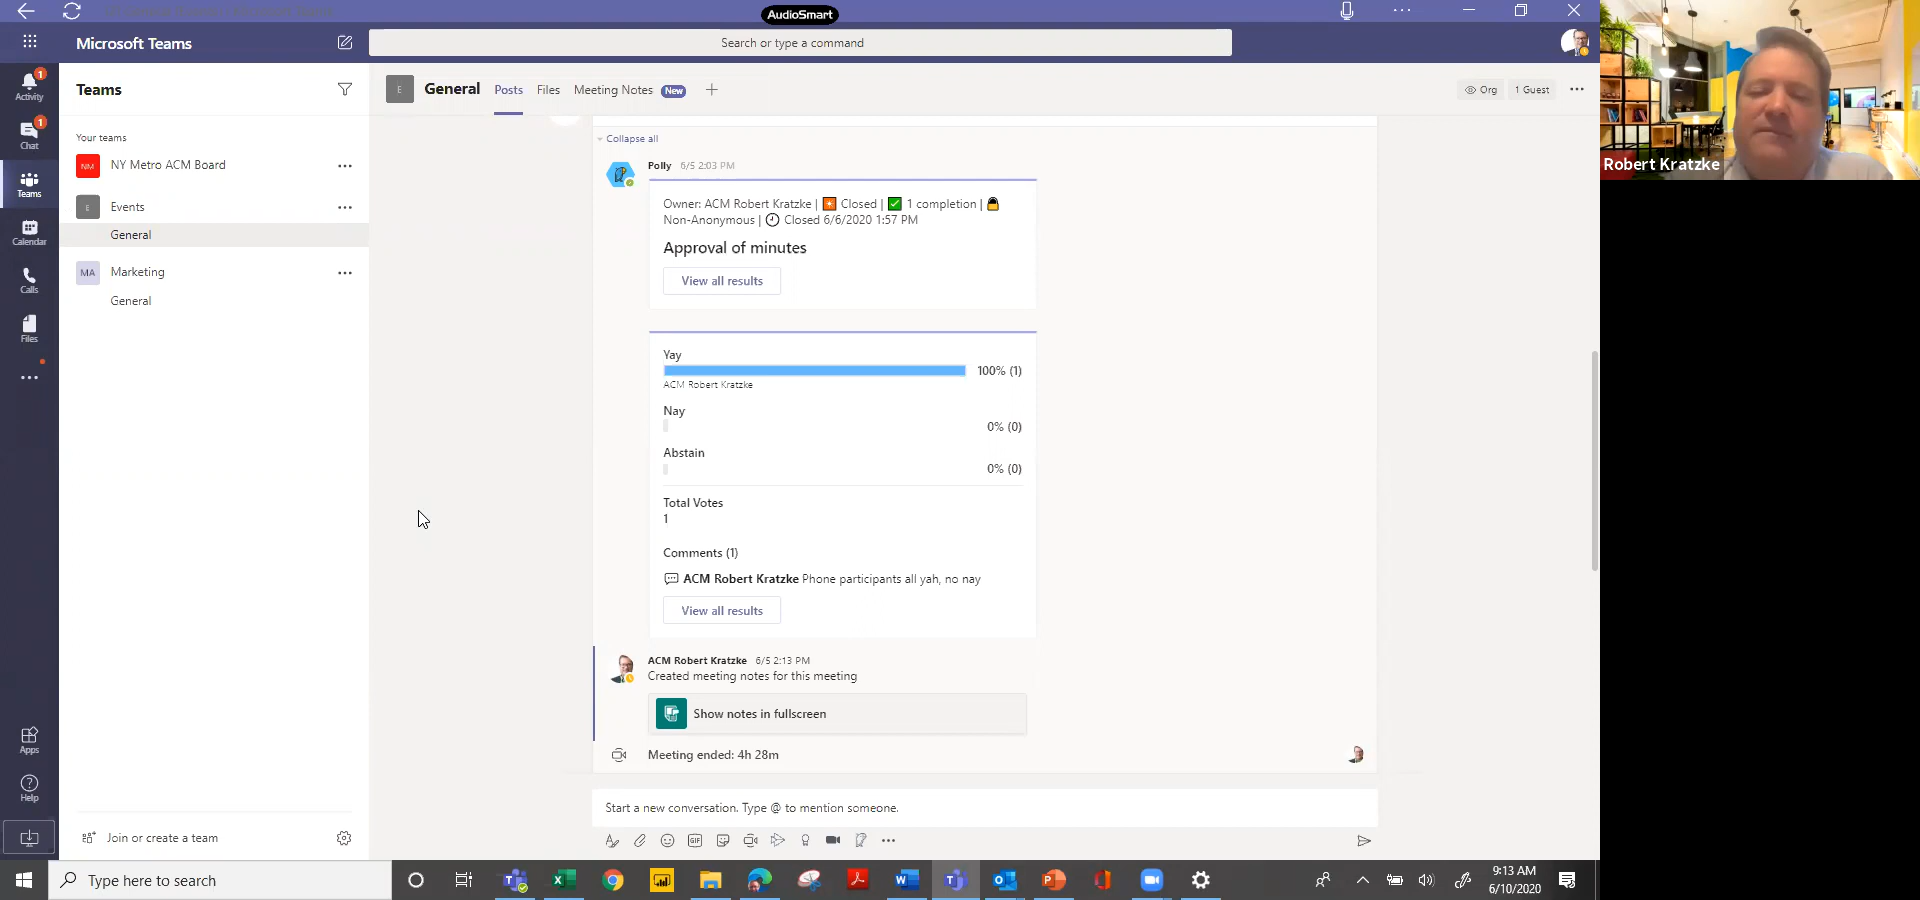 AudioSmart
Microsoft Teams
Search or type a command
1
Activity
1
Chat
Teams
Calendar
Calls
Files
Apps
Help
Teams
Your teams
NM NY Metro ACM Board
E Events
General
MA Marketing
General
Join or create a team
E General Posts Files Meeting Notes New
Org 1 Guest
Collapse all
Polly 6/5 2:03 PM
Owner: ACM Robert Kratzke | Closed | 1 completion |
Non-Anonymous | Closed 6/6/2020 1:57 PM
Approval of minutes
View all results
Yay
100% (1)
ACM Robert Kratzke
Nay
0% (0)
Abstain
0% (0)
Total Votes
1
Comments (1)
ACM Robert Kratzke Phone participants all yah, no nay
View all results
ACM Robert Kratzke 6/5 2:13 PM
Created meeting notes for this meeting
Show notes in fullscreen
Meeting ended: 4h 28m
Start a new conversation. Type @ to mention someone.
GIF
Robert Kratzke
Type here to search
9:13 AM
6/10/2020